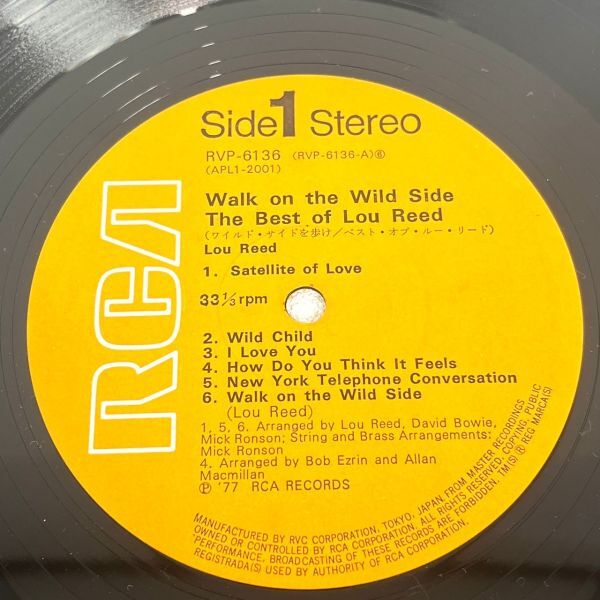 RCA
Side 1 Stereo
RVP-6136 (RVP-6136-A)⑥
(APL1-2001)
Walk on the Wild Side
The Best of Lou Reed
(ワイルド・サイドを歩け/ベスト・オブ・ルー・リード)
Lou Reed
1. Satellite of Love
33⅓ rpm
2. Wild Child
3. I Love You
4. How Do You Think It Feels
5. New York Telephone Conversation
6. Walk on the Wild Side
(Lou Reed)
1, 5, 6. Arranged by Lou Reed, David Bowie,
Mick Ronson; String and Brass Arrangements:
Mick Ronson
4. Arranged by Bob Ezrin and Allan
Macmillan
Ⓟ '77 RCA RECORDS
MANUFACTURED BY RVC CORPORATION, TOKYO, JAPAN, FROM MASTER RECORDINGS
OWNED OR CONTROLLED BY RCA CORPORATION. ALL RIGHTS RESERVED. COPYING, PUBLIC
PERFORMANCE, BROADCASTING OF THESE RECORDS ARE FORBIDDEN. TM(S) ® REG MARCA(S)
REGISTRADA(S) USED BY AUTHORITY OF RCA CORPORATION.